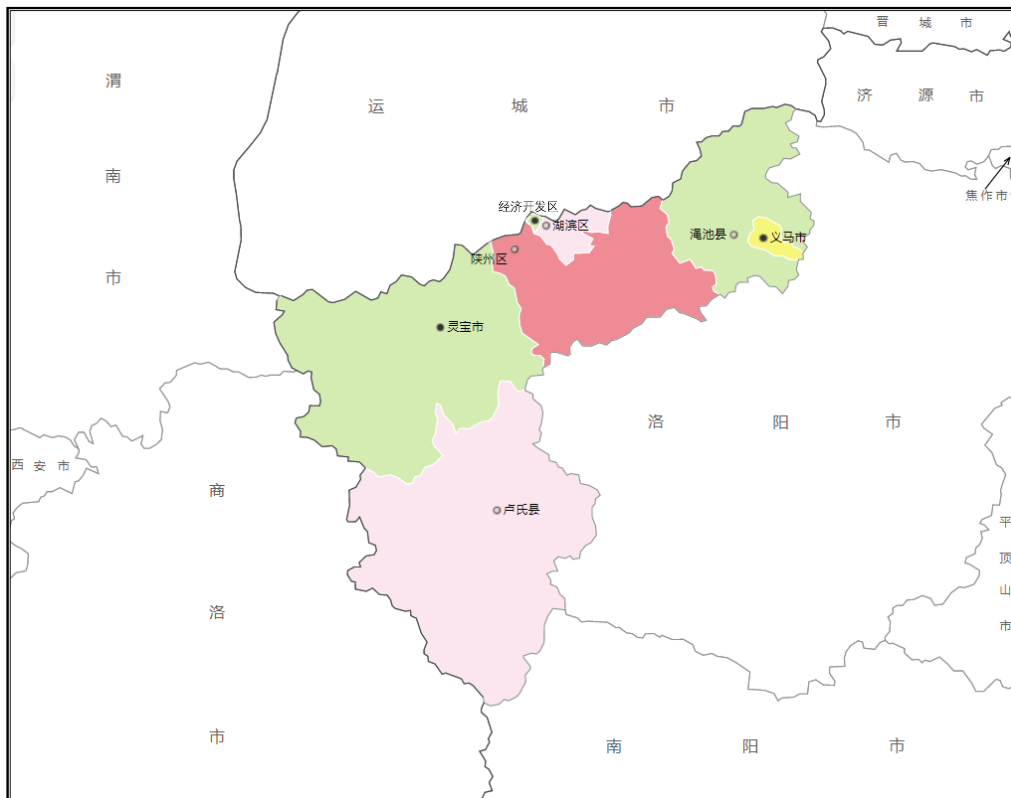 晋城市
渭南市
运城市
济源市
焦作市
经济开发区
湖滨区
渑池县
义马市
陕州区
灵宝市
洛阳市
西安市
商洛市
卢氏县
平顶山市
南阳市